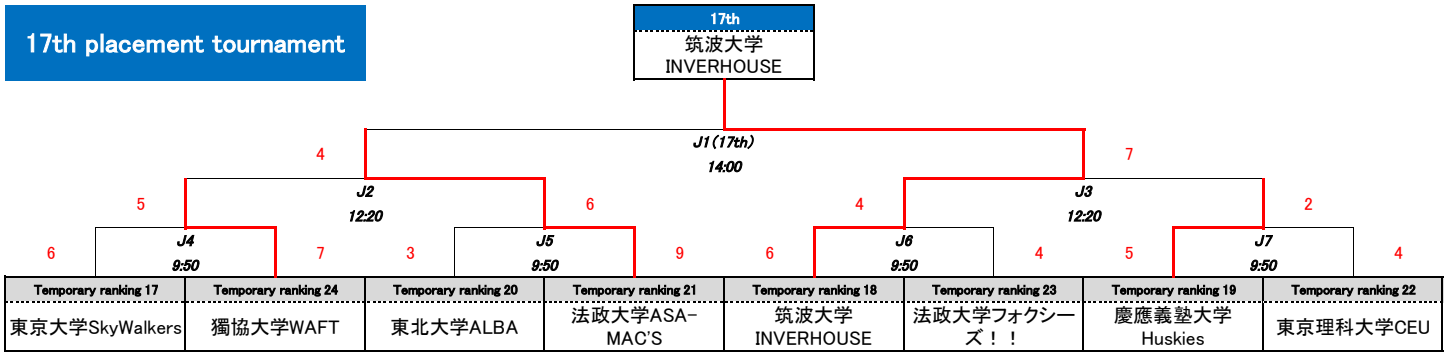 17th
17th placement tournament
筑波大学
INVERHOUSE
J1(17th)
4
7
14:00
J2
J3
5
6
4
2
12:20
12:20
J4
J5
J6
J7
6
7
3
9
6
4
5
4
9:50
9:50
9:50
9:50
Temporary ranking 17
Temporary ranking 24
Temporary ranking 20
Temporary ranking 21
Temporary ranking 18
Temporary ranking 23
Temporary ranking 19
Temporary ranking 22
東京大学SkyWalkers
獨協大学WAFT
東北大学ALBA
法政大学ASA-
MAC'S
筑波大学
INVERHOUSE
法政大学フォクシー
ズ！！
慶應義塾大学
Huskies
東京理科大学CEU